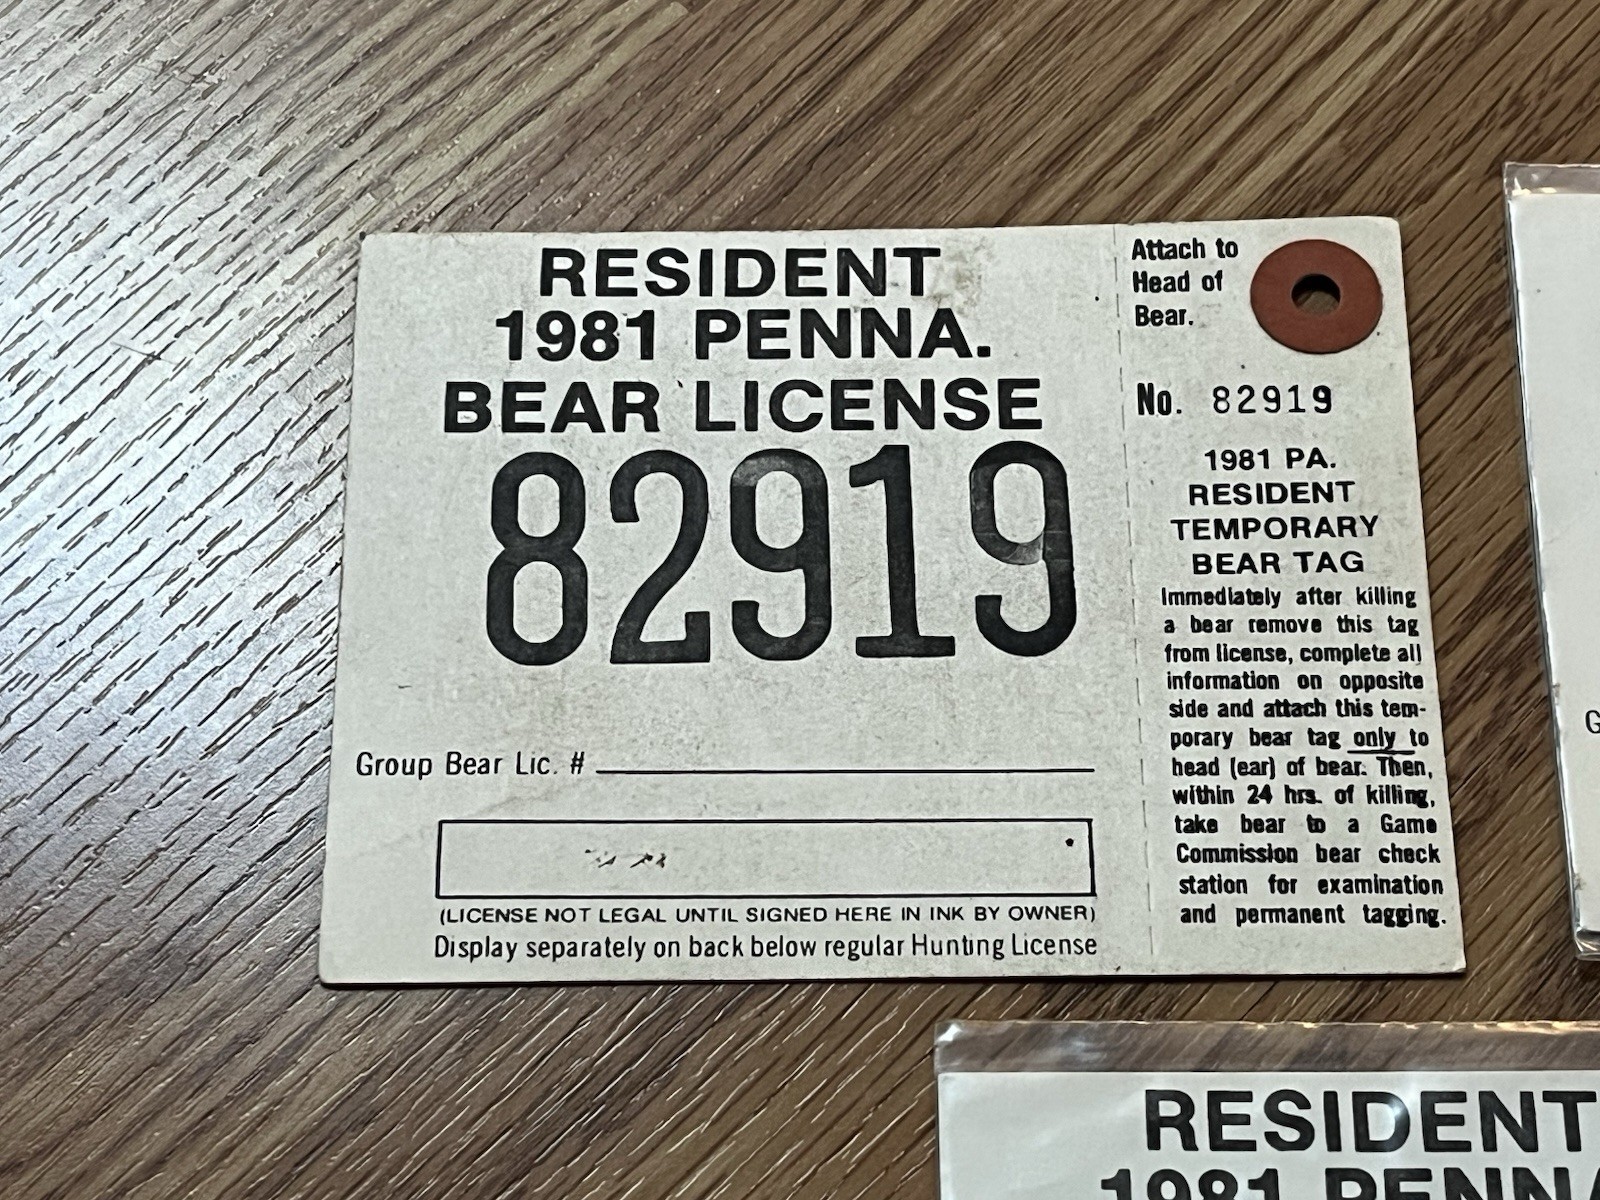 RESIDENT
1981 PENNA.
BEAR LICENSE
82919
Group Bear Lic. #
(LICENSE NOT LEGAL UNTIL SIGNED HERE IN INK BY OWNER)
Display separately on back below regular Hunting License
Attach to
Head of
Bear.
No. 82919
1981 PA.
RESIDENT
TEMPORARY
BEAR TAG
Immediately after killing
a bear remove this tag
from license, complete all
information on opposite
side and attach this tem-
porary bear tag only to
head (ear) of bear. Then,
within 24 hrs. of killing,
take bear to a Game
Commission bear check
station for examination
and permanent tagging.
G
RESIDENT
1981 PENNA